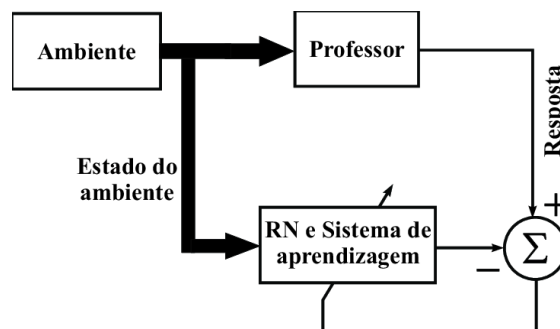 Ambiente
Professor
Resposta
Estado do
ambiente
RN e Sistema de
aprendizagem
+
−
Σ